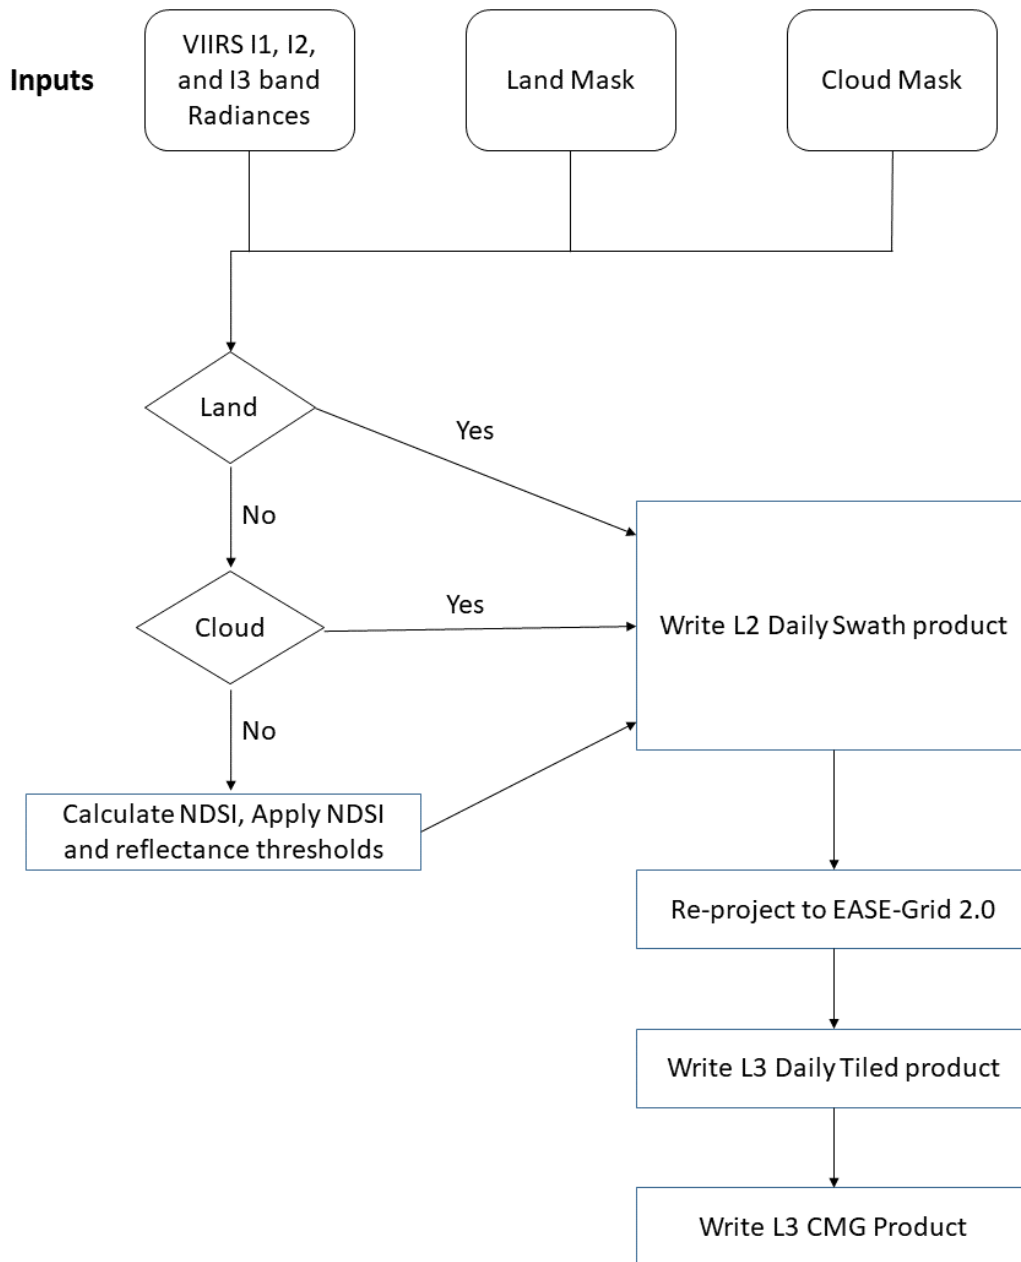 Inputs
VIIRS I1, I2,
and I3 band
Radiances
Land Mask
Cloud Mask
Land
Yes
No
Cloud
Yes
Write L2 Daily Swath product
No
Calculate NDSI, Apply NDSI
and reflectance thresholds
Re-project to EASE-Grid 2.0
Write L3 Daily Tiled product
Write L3 CMG Product